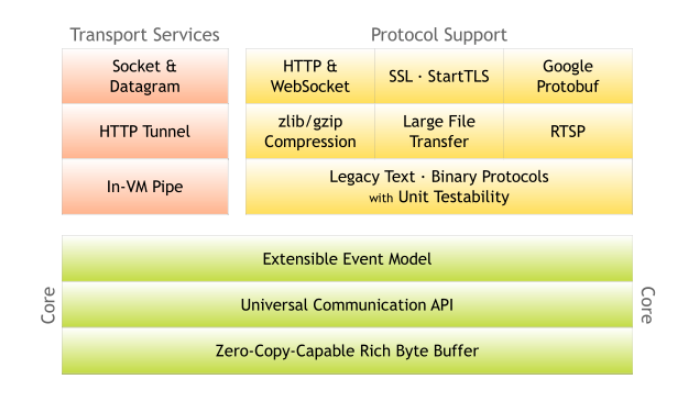 Transport Services
Protocol Support
Socket &
Datagram
HTTP &
WebSocket
SSL · StartTLS
Google
Protobuf
HTTP Tunnel
zlib/gzip
Compression
Large File
Transfer
RTSP
In-VM Pipe
Legacy Text · Binary Protocols
with Unit Testability
Core
Extensible Event Model
Universal Communication API
Zero-Copy-Capable Rich Byte Buffer
Core